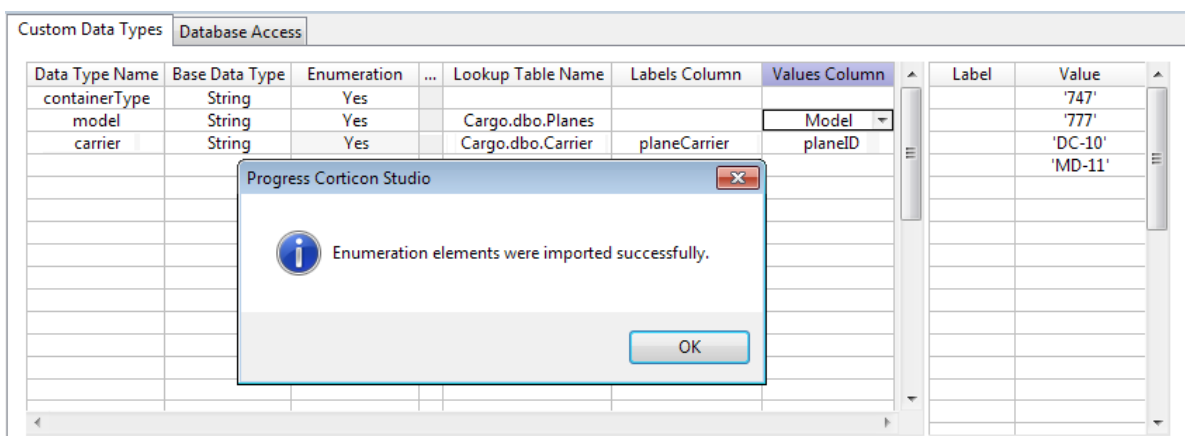 Custom Data Types Database Access
Data Type Name Base Data Type Enumeration ... Lookup Table Name Labels Column Values Column Label Value
containerType String Yes '747'
model String Yes Cargo.dbo.Planes Model '777'
carrier String Yes Cargo.dbo.Carrier planeCarrier planeID 'DC-10'
'MD-11'
Progress Corticon Studio
Enumeration elements were imported successfully.
OK